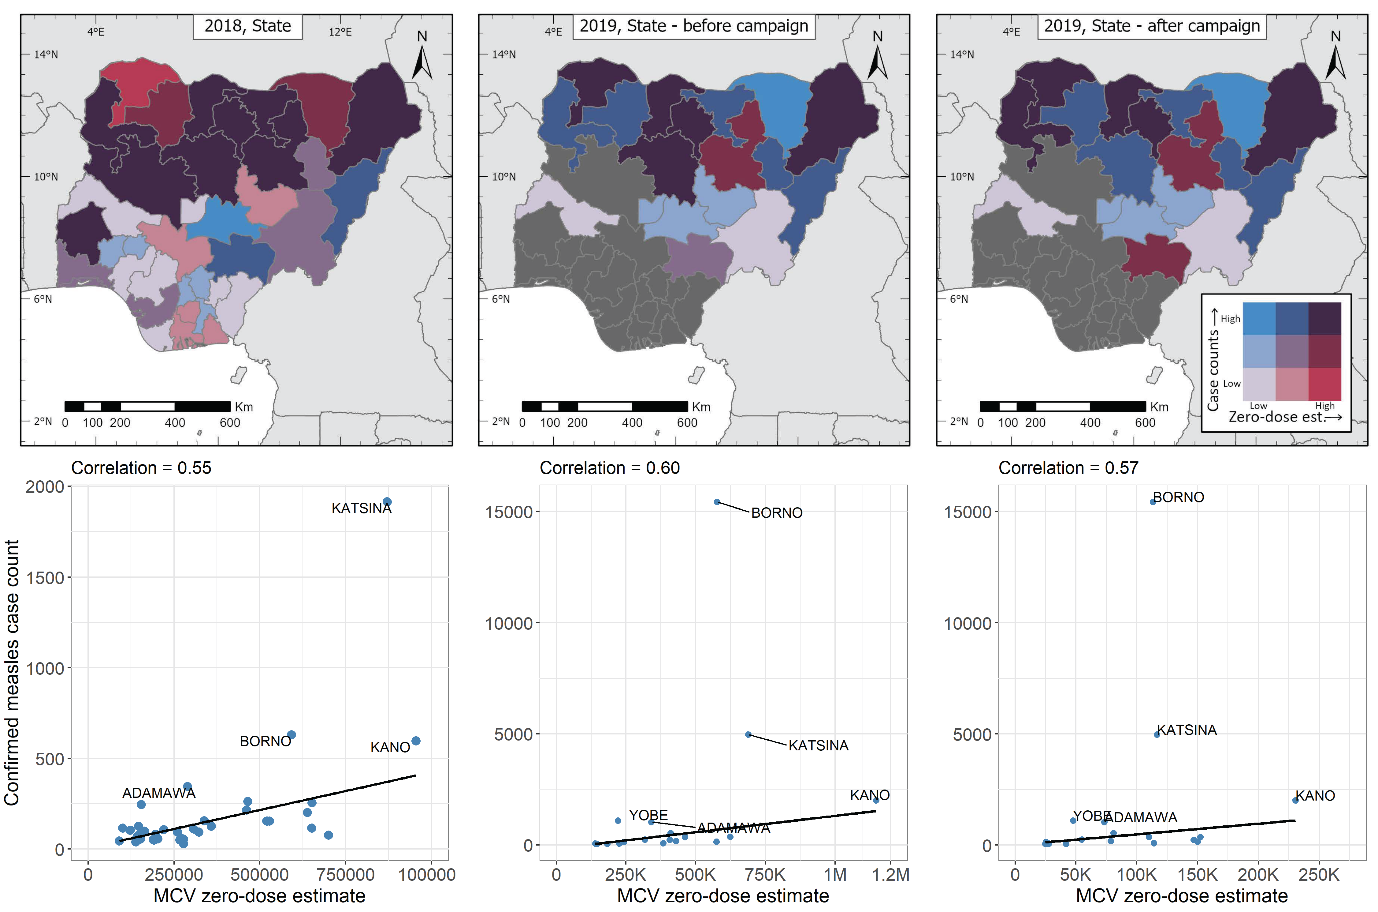 2018, State
4°E
12°E
N
14°N
10°N
6°N
2°N
0 100 200 400 600 Km
2019, State - before campaign
4°E
N
14°N
10°N
6°N
2°N
0 100 200 400 600 Km
2019, State - after campaign
4°E
N
14°N
10°N
6°N
2°N
0 100 200 400 600 Km
Case counts
High
Low
Low High
Zero-dose est.
Correlation = 0.55
Confirmed measles case count
2000
1500
1000
500
0
KATSINA
BORNO
KANO
ADAMAWA
0 250000 500000 750000 100000
MCV zero-dose estimate
Correlation = 0.60
15000
10000
5000
0
BORNO
KATSINA
KANO
YOBE
ADAMAWA
0 250K 500K 750K 1M 1.2M
MCV zero-dose estimate
Correlation = 0.57
15000
10000
5000
0
BORNO
KATSINA
KANO
YOBE
ADAMAWA
0 50K 100K 150K 200K 250K
MCV zero-dose estimate